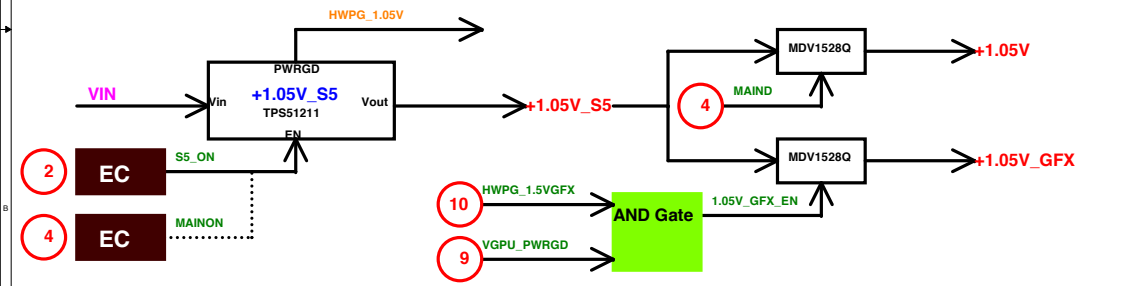 HWPG_1.05V
PWRGD
MDV1528Q
+1.05V
VIN
Vin
+1.05V_S5
Vout
TPS51211
EN
+1.05V_S5
4
MAIND
2
EC
S5_ON
MDV1528Q
+1.05V_GFX
10
HWPG_1.5VGFX
AND Gate
1.05V_GFX_EN
4
EC
MAINON
9
VGPU_PWRGD
B